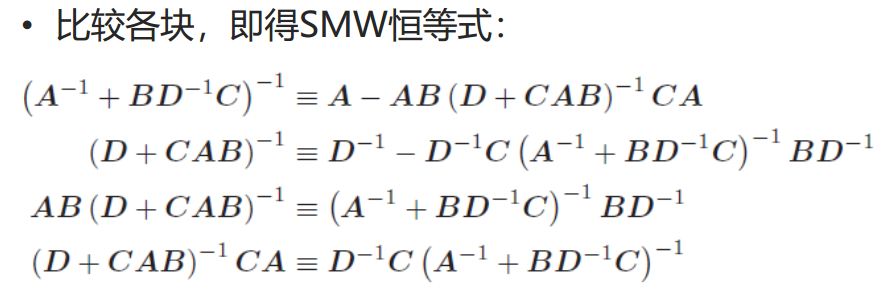 • 比较各块，即得SMW恒等式：
(A⁻¹ + BD⁻¹C)⁻¹ ≡ A − AB (D + CAB)⁻¹ CA
(D + CAB)⁻¹ ≡ D⁻¹ − D⁻¹C (A⁻¹ + BD⁻¹C)⁻¹ BD⁻¹
AB (D + CAB)⁻¹ ≡ (A⁻¹ + BD⁻¹C)⁻¹ BD⁻¹
(D + CAB)⁻¹ CA ≡ D⁻¹C (A⁻¹ + BD⁻¹C)⁻¹